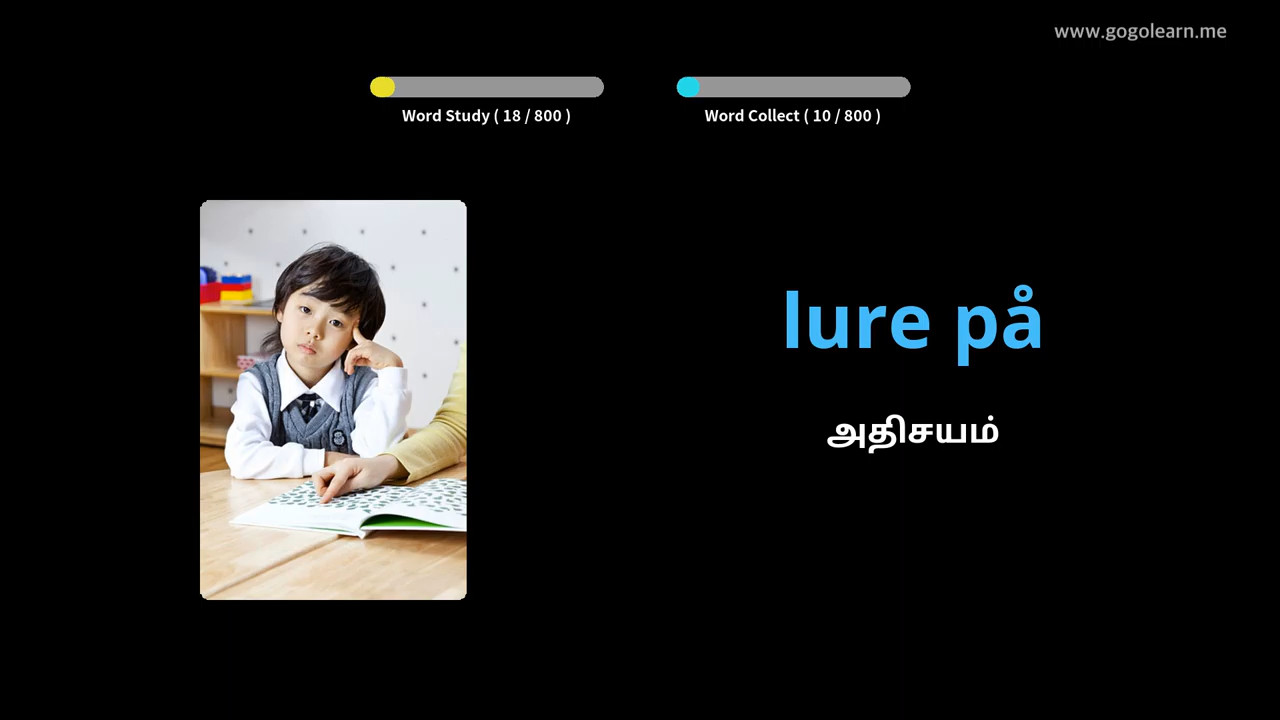 www.gogolearn.me
Word Study ( 18 / 800 )
Word Collect ( 10 / 800 )
lure på
அதிசயம்